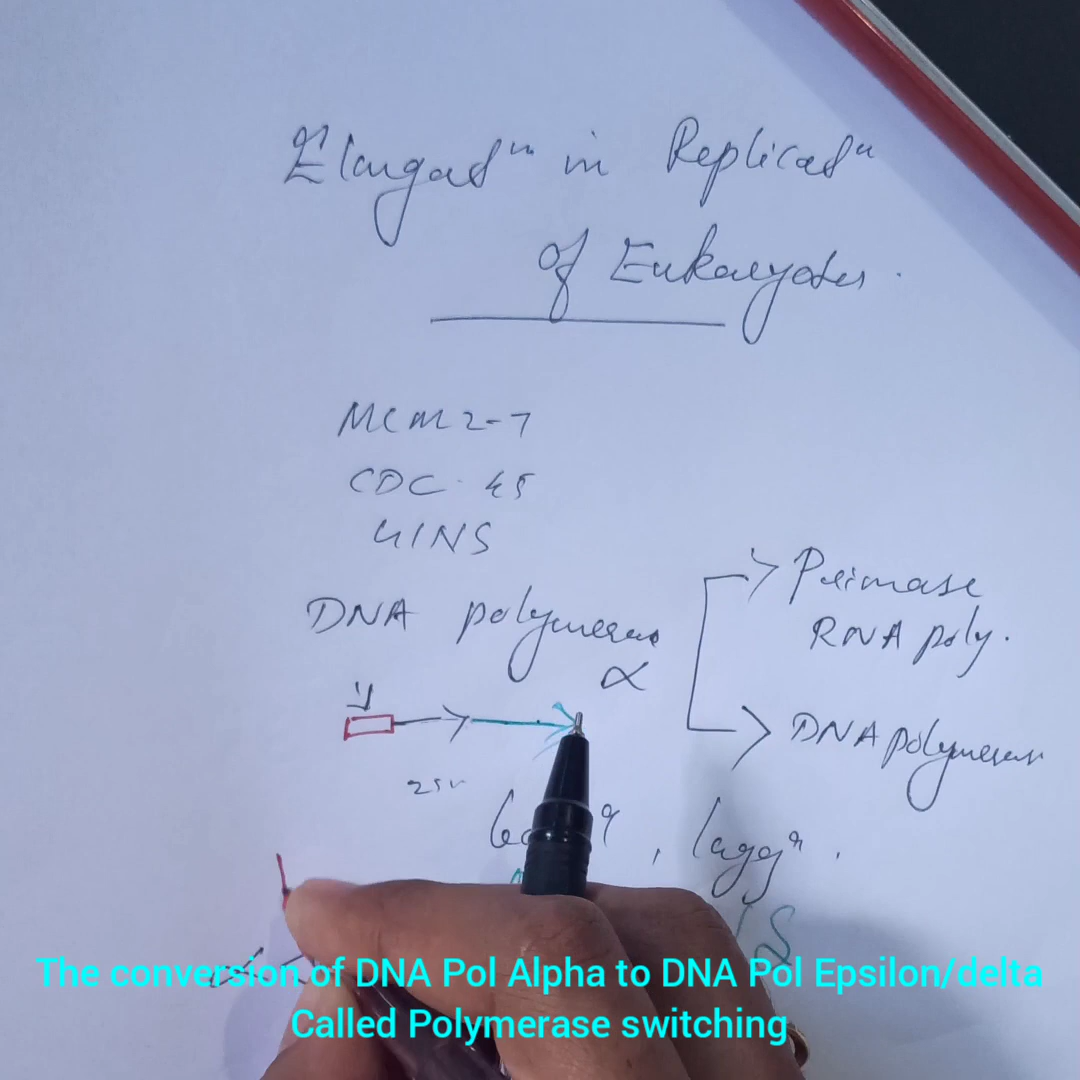 Elongatⁿ in Replicatⁿ
of Eukaryotes.
MCM 2-7
CDC 45
GINS
DNA polymerase
α
Primase
RNA poly.
DNA polymerase
25n
, laggⁿ.
δ
The conversion of DNA Pol Alpha to DNA Pol Epsilon/delta
Called Polymerase switching